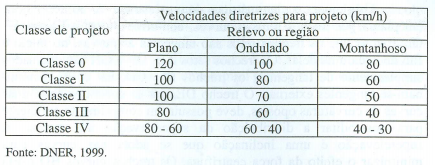 Velocidades diretrizes para projeto (km/h)
Classe de projeto
Relevo ou região
Plano Ondulado Montanhoso
Classe 0 120 100 80
Classe I 100 80 60
Classe II 100 70 50
Classe III 80 60 40
Classe IV 80 - 60 60 - 40 40 - 30
Fonte: DNER, 1999.